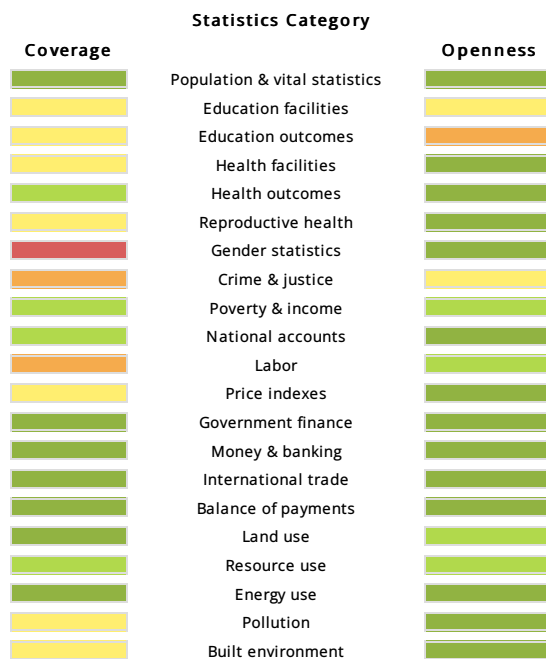 Statistics Category
Coverage
Openness
Population & vital statistics
Education facilities
Education outcomes
Health facilities
Health outcomes
Reproductive health
Gender statistics
Crime & justice
Poverty & income
National accounts
Labor
Price indexes
Government finance
Money & banking
International trade
Balance of payments
Land use
Resource use
Energy use
Pollution
Built environment